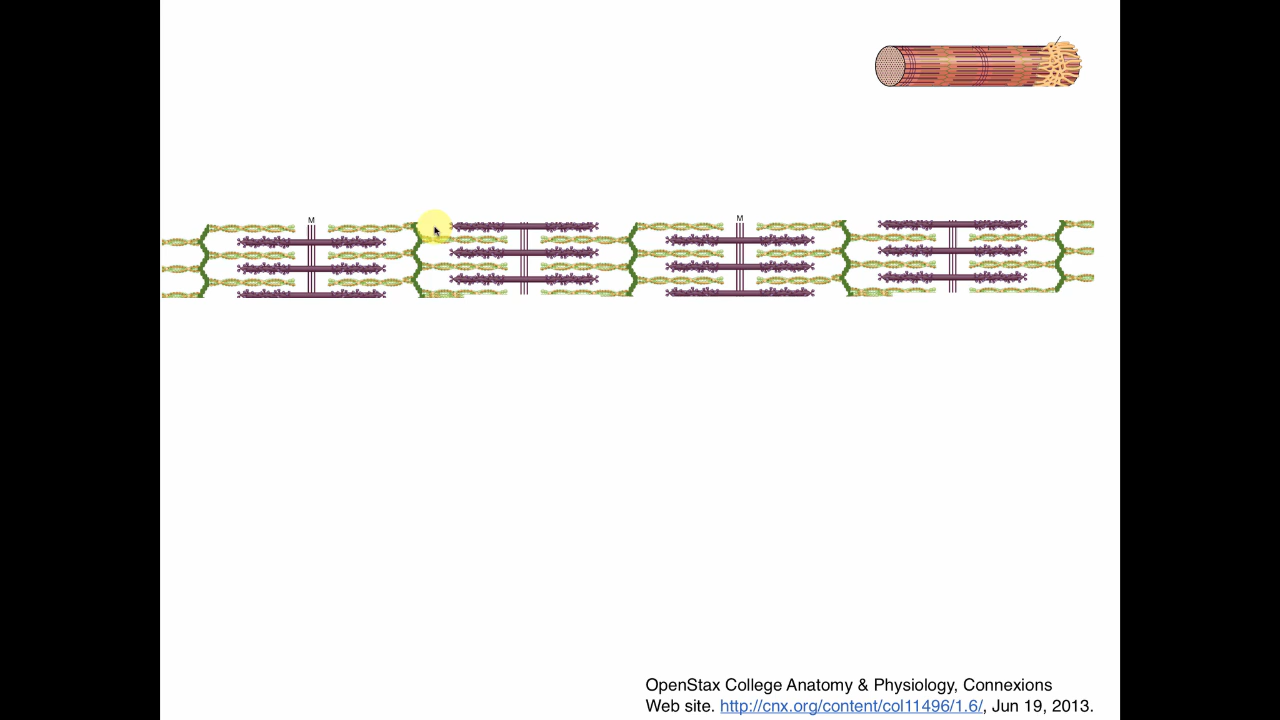 M
M
OpenStax College Anatomy & Physiology, Connexions
Web site. http://cnx.org/content/col11496/1.6/, Jun 19, 2013.